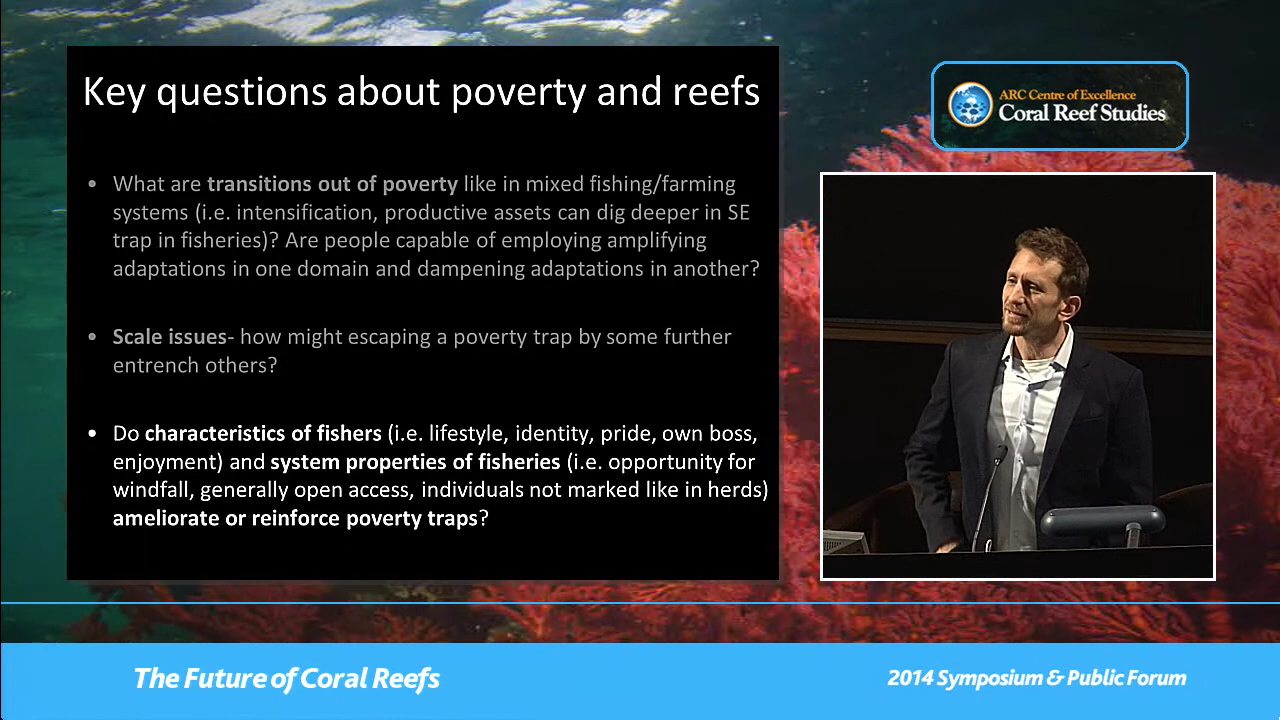 Key questions about poverty and reefs
• What are transitions out of poverty like in mixed fishing/farming
systems (i.e. intensification, productive assets can dig deeper in SE
trap in fisheries)? Are people capable of employing amplifying
adaptations in one domain and dampening adaptations in another?
• Scale issues- how might escaping a poverty trap by some further
entrench others?
• Do characteristics of fishers (i.e. lifestyle, identity, pride, own boss,
enjoyment) and system properties of fisheries (i.e. opportunity for
windfall, generally open access, individuals not marked like in herds)
ameliorate or reinforce poverty traps?
ARC Centre of Excellence
Coral Reef Studies
The Future of Coral Reefs
2014 Symposium & Public Forum